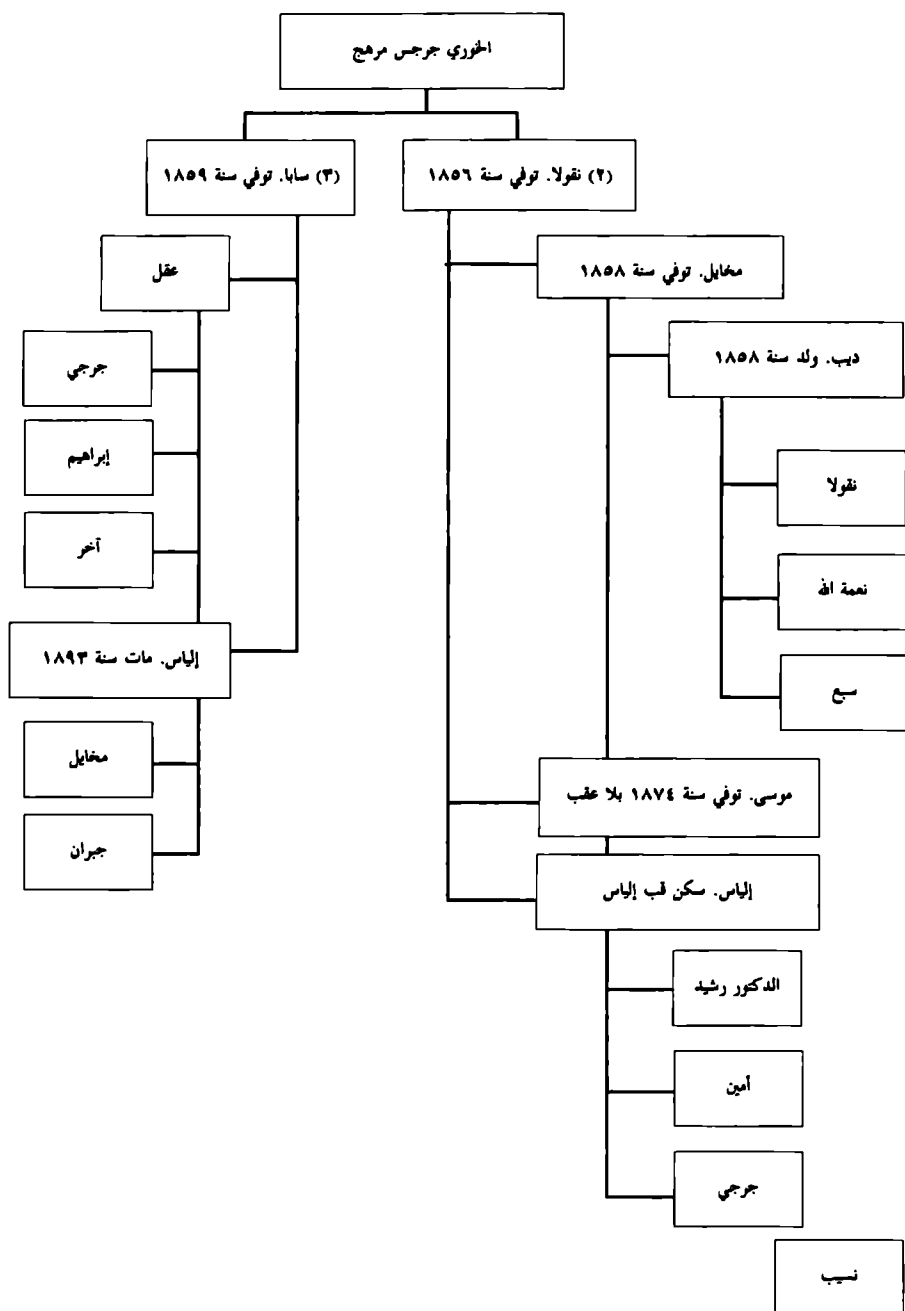 الخوري جرجس مرهج
(٢) نقولا. توفي سنة ١٨٥٦
(٣) سابا. توفي سنة ١٨٥٩
مخايل. توفي سنة ١٨٥٨
ديب. ولد سنة ١٨٥٨
نقولا
نعمة الله
سبع
موسى. توفي سنة ١٨٧٤ بلا عقب
إلياس. سكن قب إلياس
الدكتور رشيد
أمين
جرجي
نسيب
عقل
جرجي
إبراهيم
آخر
إلياس. مات سنة ١٨٩٣
مخايل
جبران